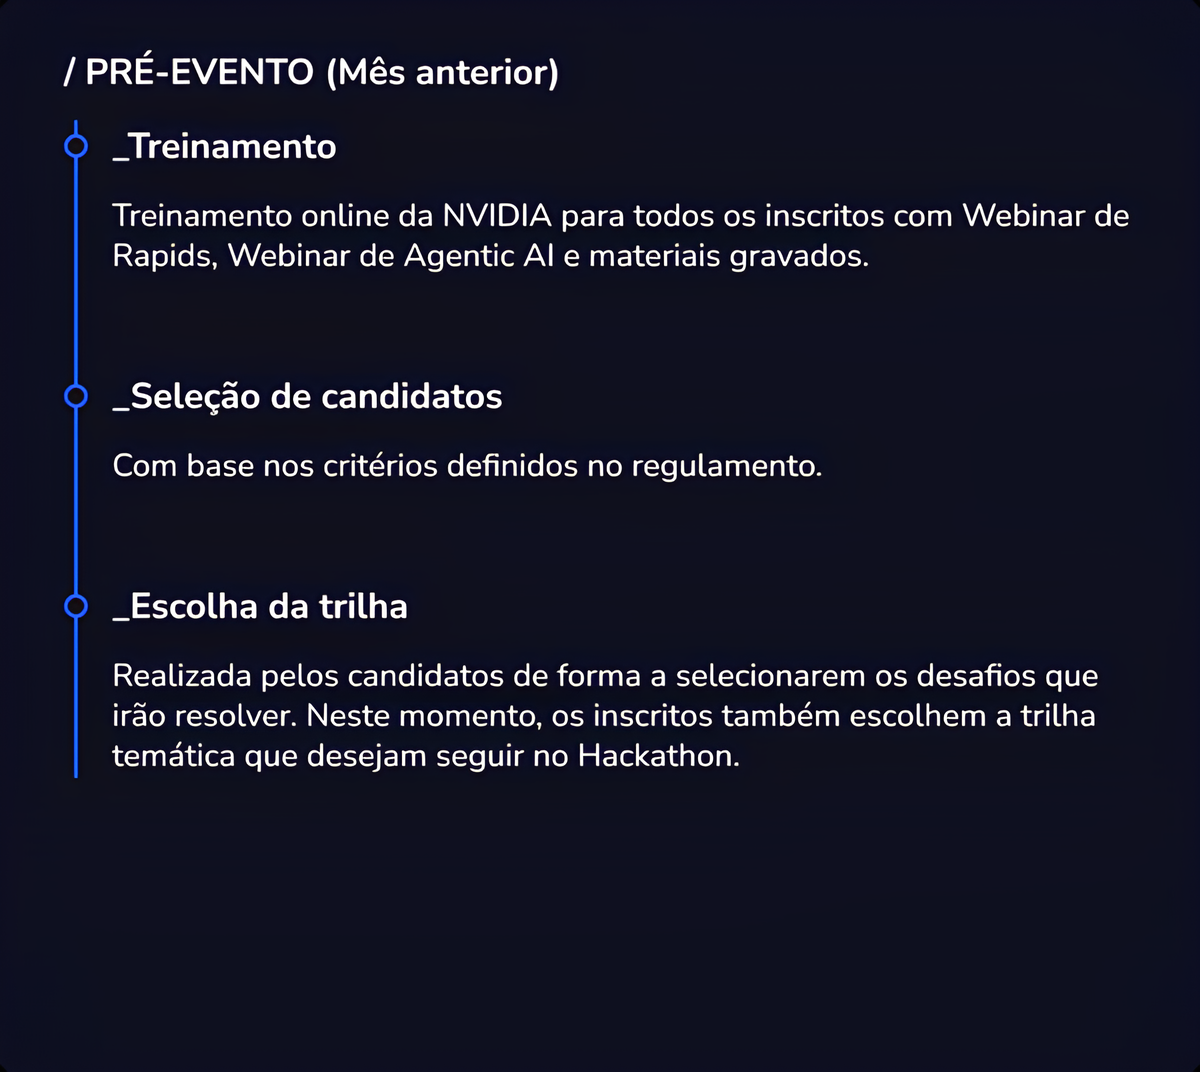 / PRÉ-EVENTO (Mês anterior)
_Treinamento
Treinamento online da NVIDIA para todos os inscritos com Webinar de
Rapids, Webinar de Agentic AI e materiais gravados.
_Seleção de candidatos
Com base nos critérios definidos no regulamento.
_Escolha da trilha
Realizada pelos candidatos de forma a selecionarem os desafios que
irão resolver. Neste momento, os inscritos também escolhem a trilha
temática que desejam seguir no Hackathon.